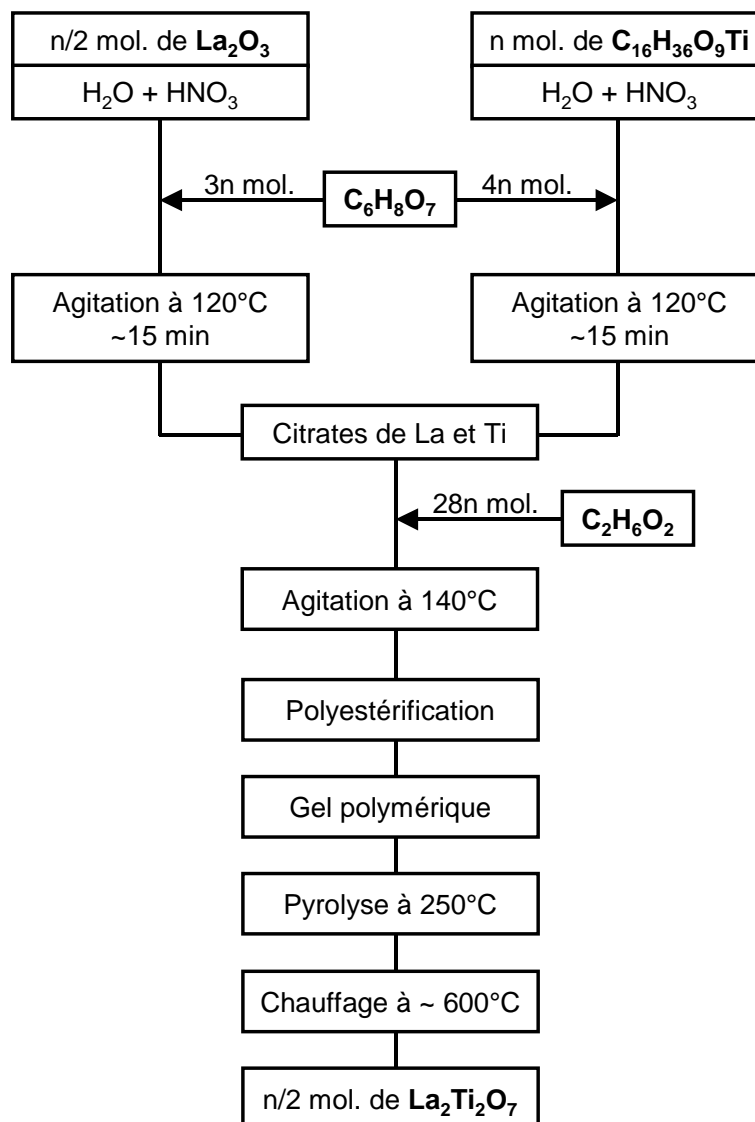 n/2 mol. de La₂O₃
H₂O + HNO₃
n mol. de C₁₆H₃₆O₉Ti
H₂O + HNO₃
3n mol.
C₆H₈O₇
4n mol.
Agitation à 120°C
~15 min
Agitation à 120°C
~15 min
Citrates de La et Ti
28n mol.
C₂H₆O₂
Agitation à 140°C
Polyestérification
Gel polymérique
Pyrolyse à 250°C
Chauffage à ~ 600°C
n/2 mol. de La₂Ti₂O₇